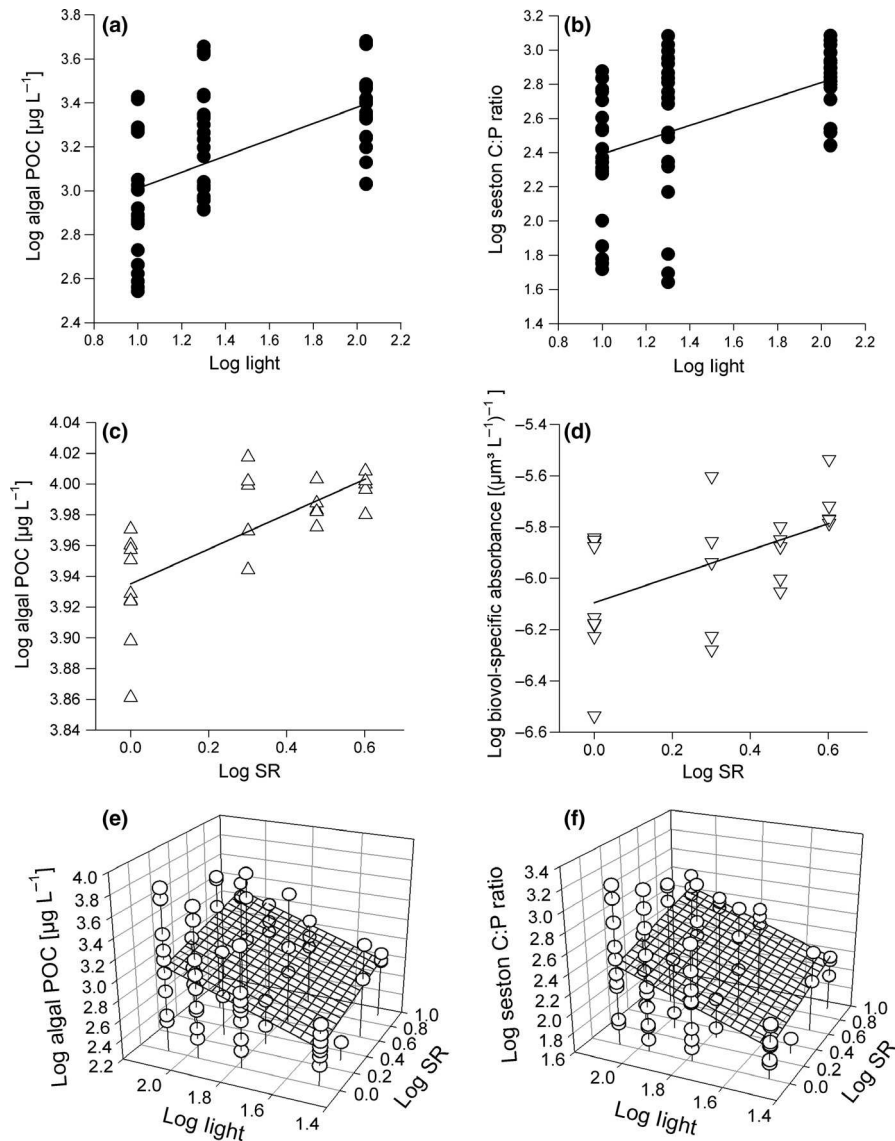 (a)
Log algal POC [µg L⁻¹]
3.8
3.6
3.4
3.2
3.0
2.8
2.6
2.4
0.8 1.0 1.2 1.4 1.6 1.8 2.0 2.2
Log light
(b)
Log seston C:P ratio
3.2
3.0
2.8
2.6
2.4
2.2
2.0
1.8
1.6
1.4
0.8 1.0 1.2 1.4 1.6 1.8 2.0 2.2
Log light
(c)
Log algal POC [µg L⁻¹]
4.04
4.02
4.00
3.98
3.96
3.94
3.92
3.90
3.88
3.86
3.84
0.0 0.2 0.4 0.6
Log SR
(d)
Log biovol-specific absorbance [(µm³ L⁻¹)⁻¹]
−5.4
−5.6
−5.8
−6.0
−6.2
−6.4
−6.6
0.0 0.2 0.4 0.6
Log SR
(e)
Log algal POC [µg L⁻¹]
4.0
3.8
3.6
3.4
3.2
3.0
2.8
2.6
2.4
2.2
2.0 1.8 1.6 1.4
Log light
0.0 0.2 0.4 0.6 0.8 1.0
Log SR
(f)
Log seston C:P ratio
3.4
3.2
3.0
2.8
2.6
2.4
2.2
2.0
1.8
1.6
2.0 1.8 1.6 1.4
Log light
0.0 0.2 0.4 0.6 0.8 1.0
Log SR